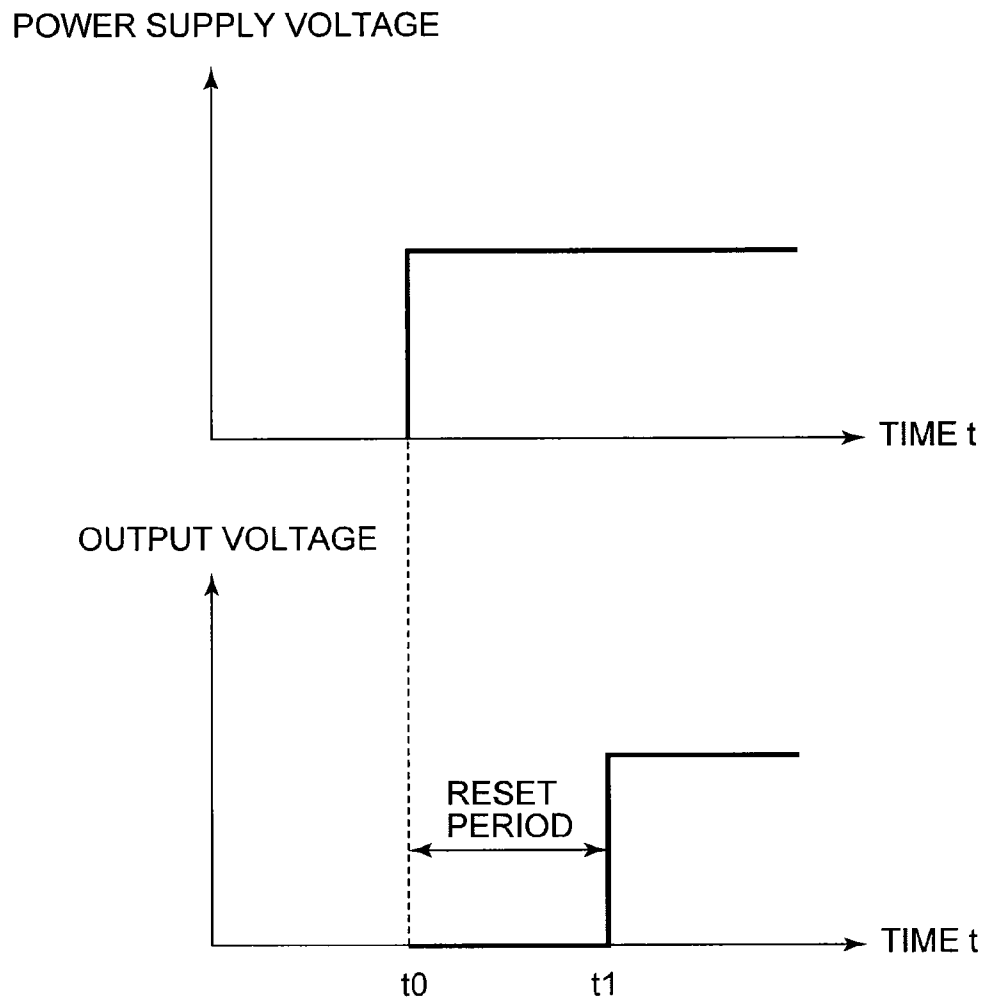 POWER SUPPLY VOLTAGE
TIME t
OUTPUT VOLTAGE
RESET
PERIOD
TIME t
t0
t1